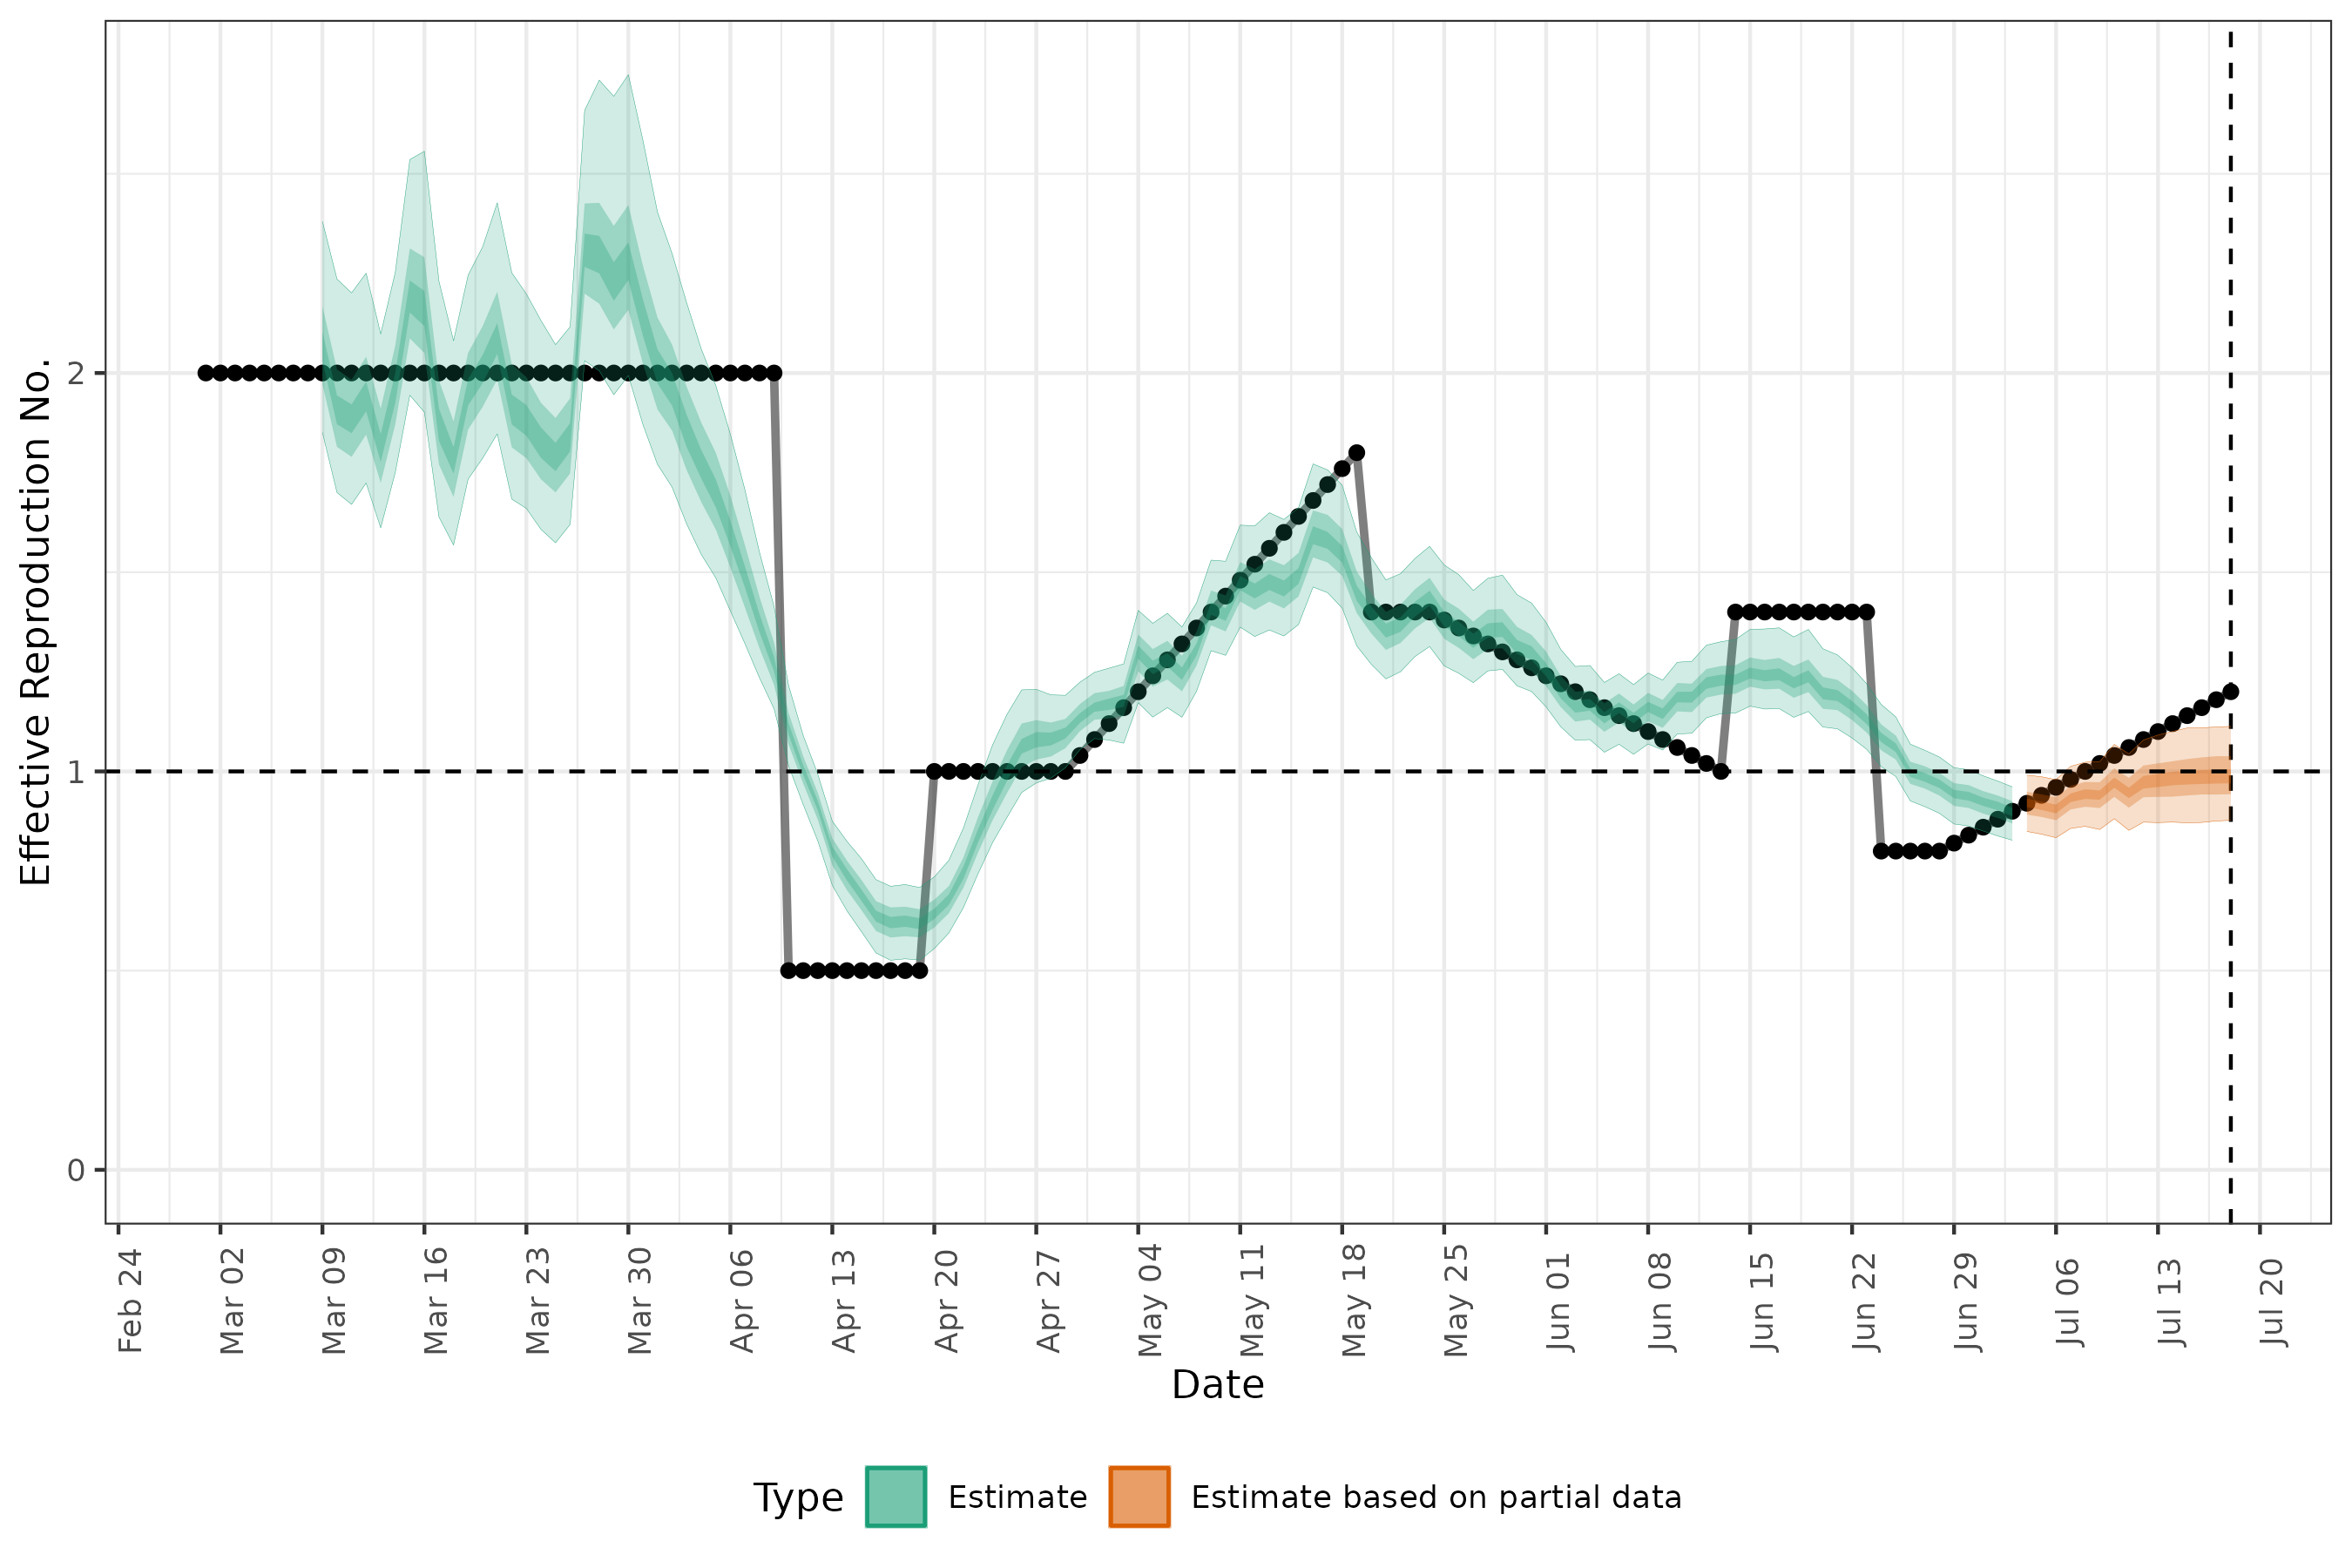 Effective Reproduction No.
2
1
0
Feb 24
Mar 02
Mar 09
Mar 16
Mar 23
Mar 30
Apr 06
Apr 13
Apr 20
Apr 27
May 04
May 11
May 18
May 25
Jun 01
Jun 08
Jun 15
Jun 22
Jun 29
Jul 06
Jul 13
Jul 20
Date
Type Estimate Estimate based on partial data